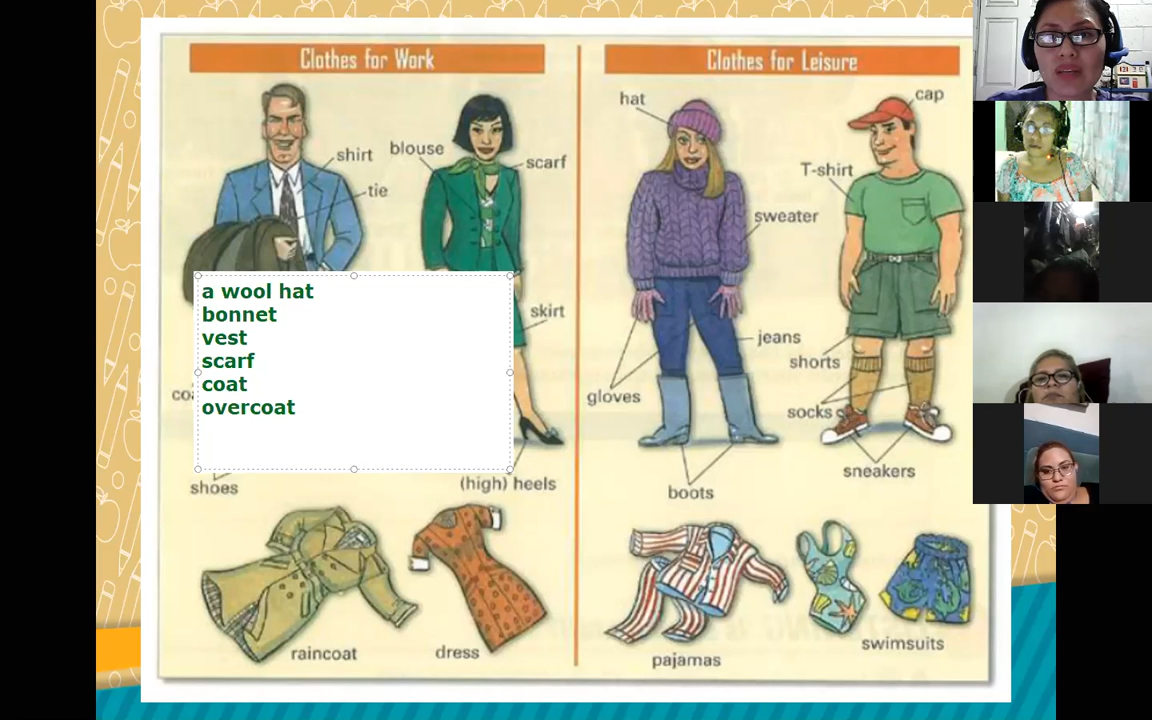 Clothes for Work
Clothes for Leisure
hat
cap
shirt
blouse
scarf
T-shirt
tie
sweater
a wool hat
bonnet
vest
scarf
coat
overcoat
skirt
jeans
shorts
gloves
socks
sneakers
shoes
(high) heels
boots
raincoat
dress
pajamas
swimsuits